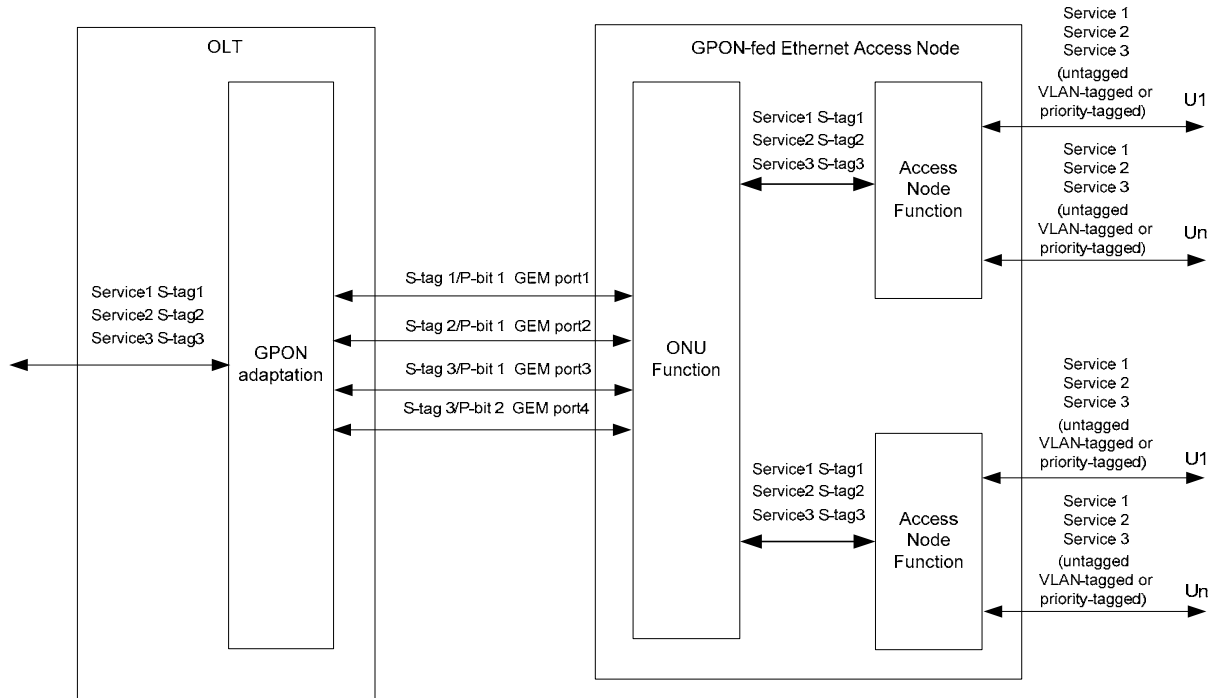 OLT
GPON-fed Ethernet Access Node
Service1 S-tag1
Service2 S-tag2
Service3 S-tag3
GPON
adaptation
S-tag 1/P-bit 1 GEM port1
S-tag 2/P-bit 1 GEM port2
S-tag 3/P-bit 1 GEM port3
S-tag 3/P-bit 2 GEM port4
ONU
Function
Service1 S-tag1
Service2 S-tag2
Service3 S-tag3
Access
Node
Function
Service 1
Service 2
Service 3
(untagged
VLAN-tagged or
priority-tagged)
U1
Service 1
Service 2
Service 3
(untagged
VLAN-tagged or
priority-tagged)
Un
Service1 S-tag1
Service2 S-tag2
Service3 S-tag3
Access
Node
Function
Service 1
Service 2
Service 3
(untagged
VLAN-tagged or
priority-tagged)
U1
Service 1
Service 2
Service 3
(untagged
VLAN-tagged or
priority-tagged)
Un